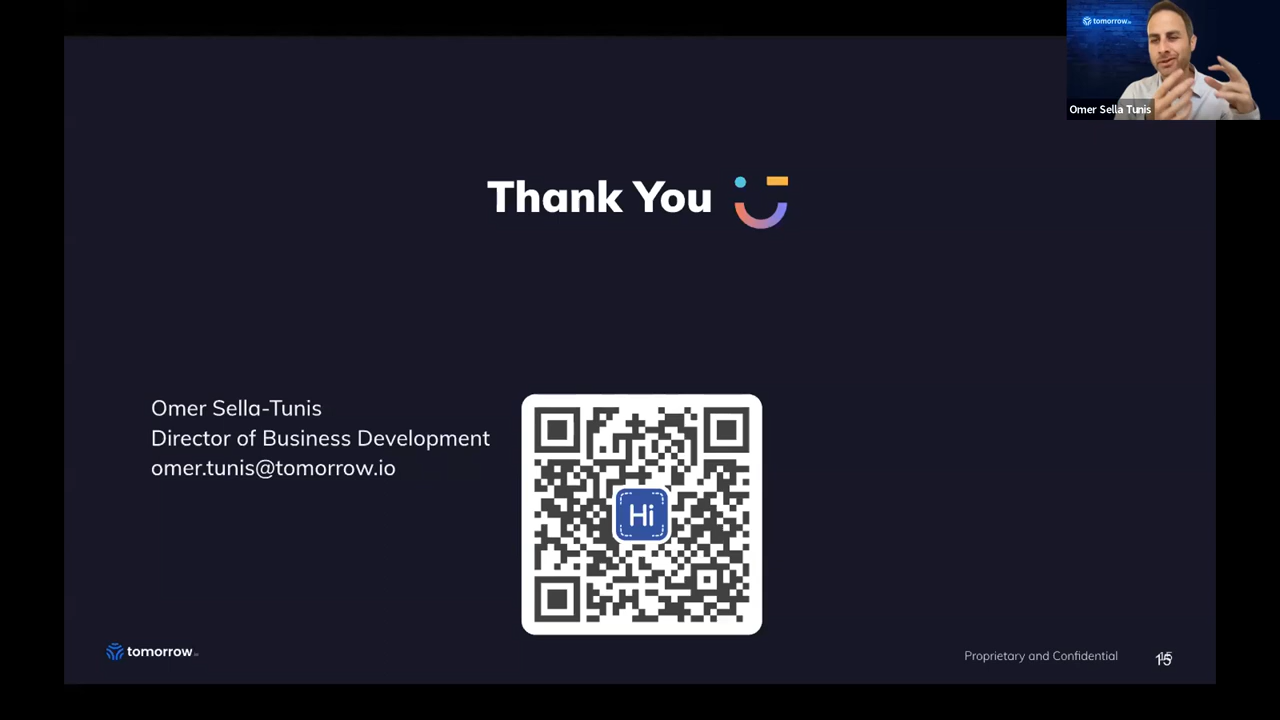 tomorrow
Omer Sella Tunis
Thank You
Omer Sella-Tunis
Director of Business Development
omer.tunis@tomorrow.io
Hi
tomorrow
Proprietary and Confidential
15